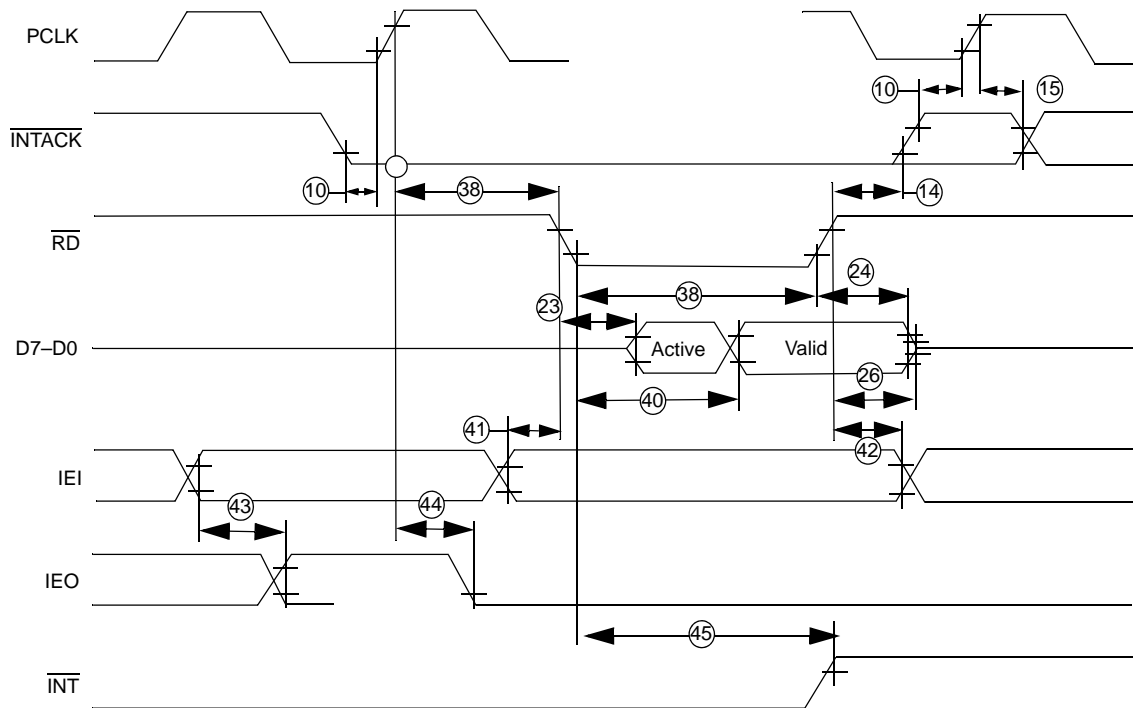 PCLK
10
15
INTACK
10
38
14
RD
24
38
23
D7–D0
Active
Valid
26
40
41
42
IEI
43
44
IEO
45
INT